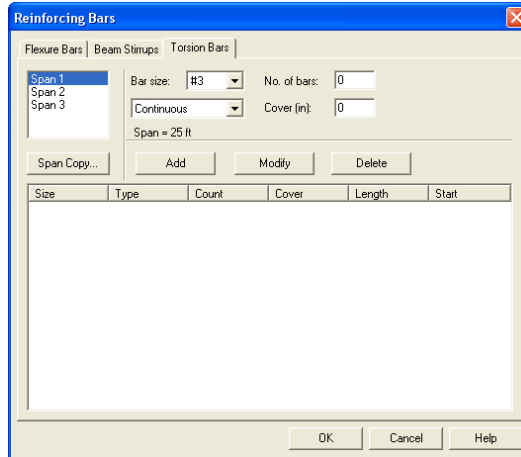 Reinforcing Bars
Flexure Bars Beam Stirrups Torsion Bars
Span 1
Span 2
Span 3
Bar size: #3 No. of bars: 0
Continuous Cover (in): 0
Span = 25 ft
Span Copy... Add Modify Delete
Size Type Count Cover Length Start
OK Cancel Help